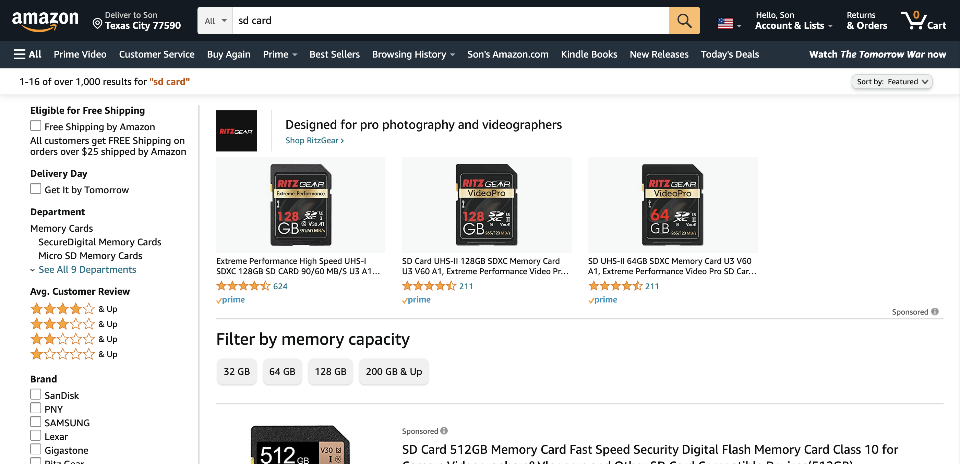 amazon
Deliver to Son
Texas City 77590
All
sd card
Hello, Son
Account & Lists
Returns
& Orders
0
Cart
All
Prime Video
Customer Service
Buy Again
Prime
Best Sellers
Browsing History
Son's Amazon.com
Kindle Books
New Releases
Today's Deals
Watch The Tomorrow War now
1-16 of over 1,000 results for "sd card"
Sort by: Featured
Eligible for Free Shipping
Free Shipping by Amazon
All customers get FREE Shipping on
orders over $25 shipped by Amazon
Delivery Day
Get It by Tomorrow
Department
Memory Cards
SecureDigital Memory Cards
Micro SD Memory Cards
See All 9 Departments
Avg. Customer Review
& Up
& Up
& Up
& Up
Brand
SanDisk
PNY
SAMSUNG
Lexar
Gigastone
Ritz Gear
RITZGEAR
Designed for pro photography and videographers
Shop RitzGear ›
RITZ GEAR
Extreme Performance
128
GB
RITZ GEAR
VideoPro
128
GB
RITZ GEAR
VideoPro
64
GB
Extreme Performance High Speed UHS-I
SDXC 128GB SD CARD 90/60 MB/S U3 A1...
624
prime
SD Card UHS-II 128GB SDXC Memory Card
U3 V60 A1, Extreme Performance Video Pr...
211
prime
SD UHS-II 64GB SDXC Memory Card U3 V60
A1, Extreme Performance Video Pro SD Car...
211
prime
Sponsored
Filter by memory capacity
32 GB
64 GB
128 GB
200 GB & Up
512GB
V30
Sponsored
SD Card 512GB Memory Card Fast Speed Security Digital Flash Memory Card Class 10 for